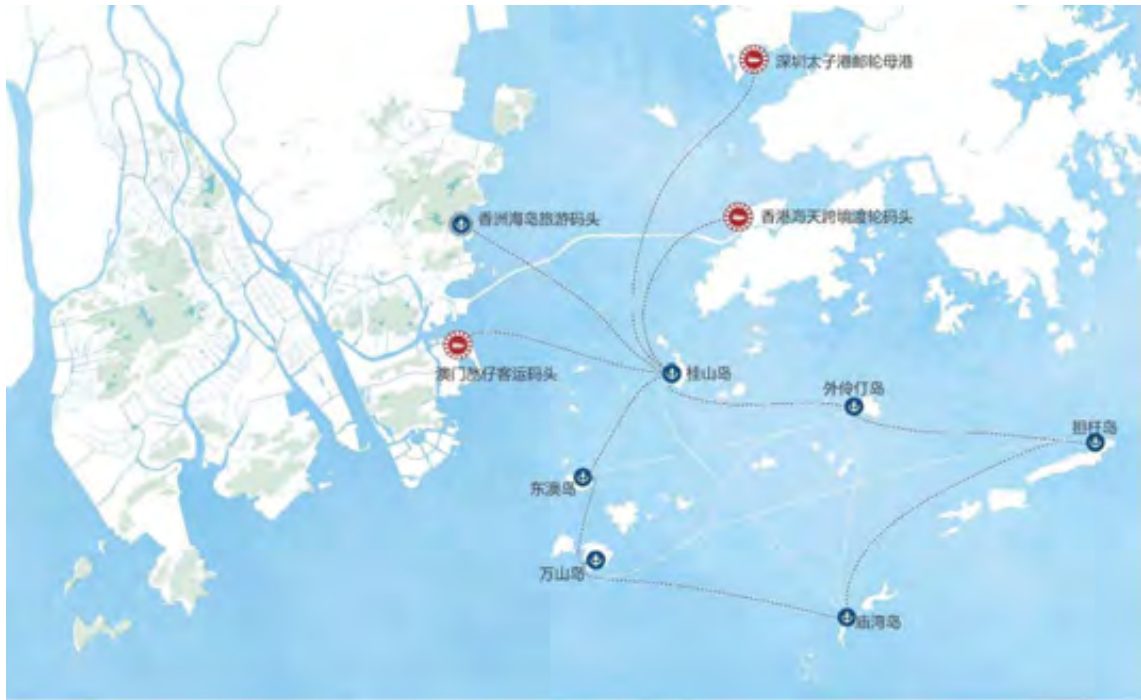 深圳太子港邮轮母港
香洲海岛旅游码头
香港海天跨境渡轮码头
澳门氹仔客运码头
桂山岛
外伶仃岛
担杆岛
东澳岛
万山岛
庙湾岛